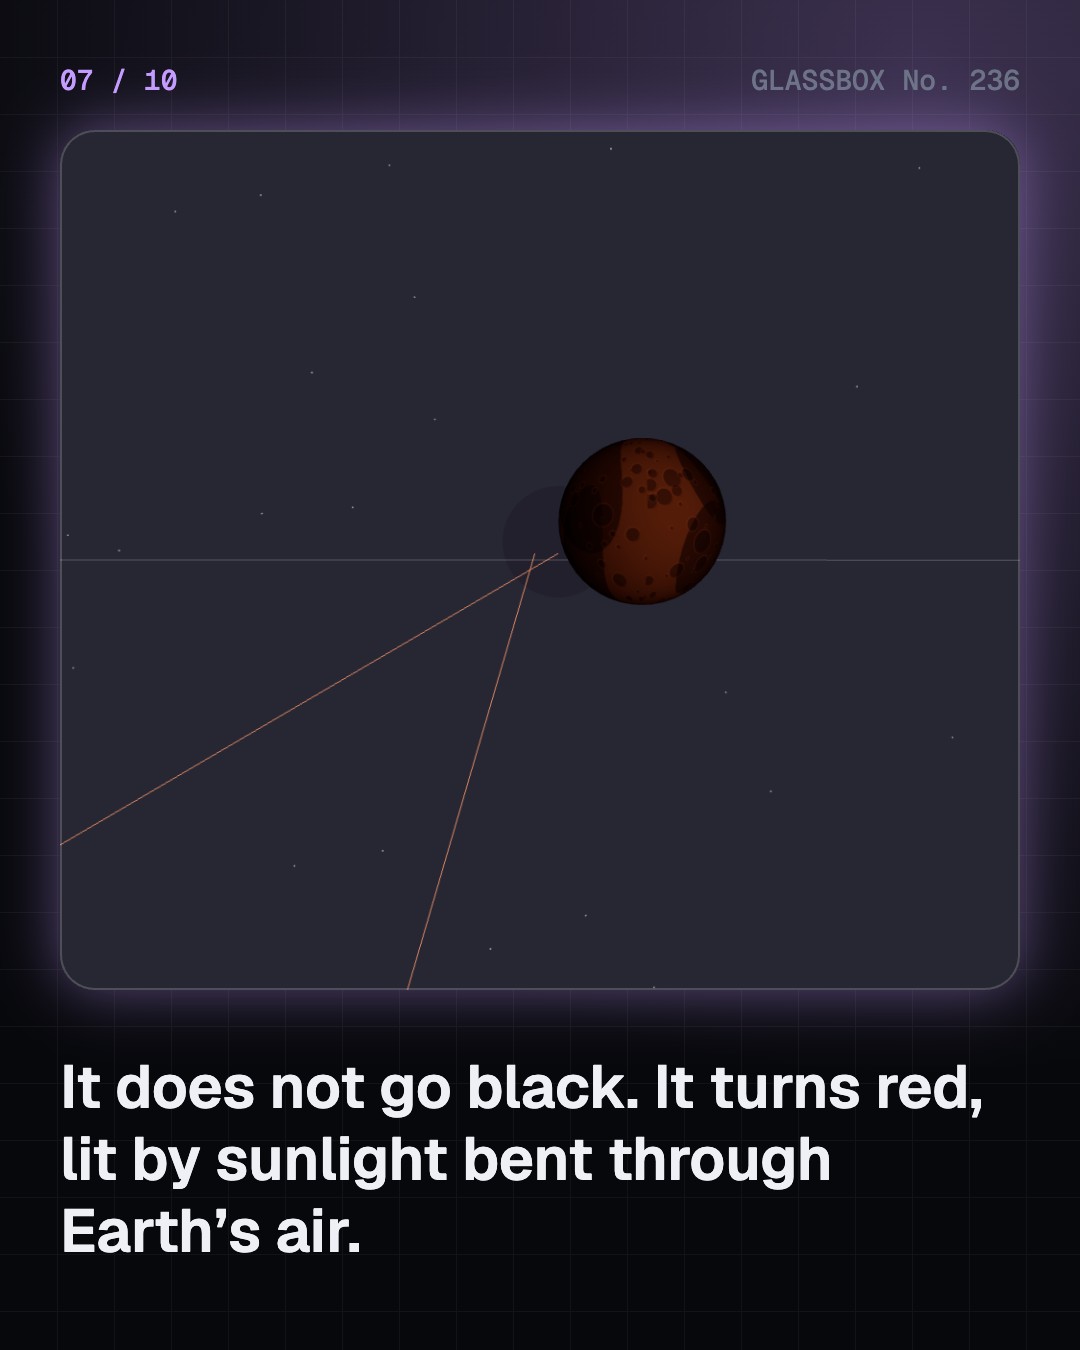 07 / 10
GLASSBOX No. 236
It does not go black. It turns red,
lit by sunlight bent through
Earth’s air.